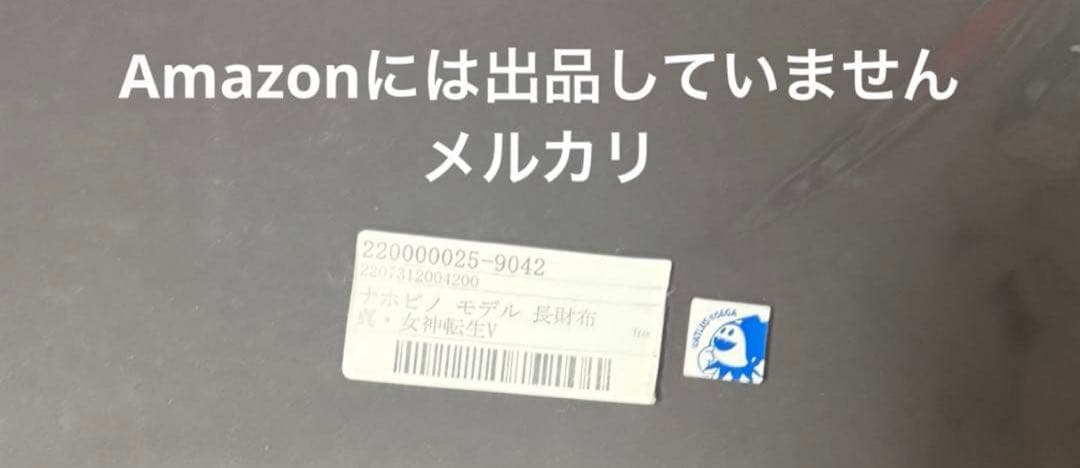 Amazonには出品していません
メルカリ
220000025-9042
2207312004200
ナホビノ モデル 長財布
真・女神転生V
©ATLUS ©SEGA